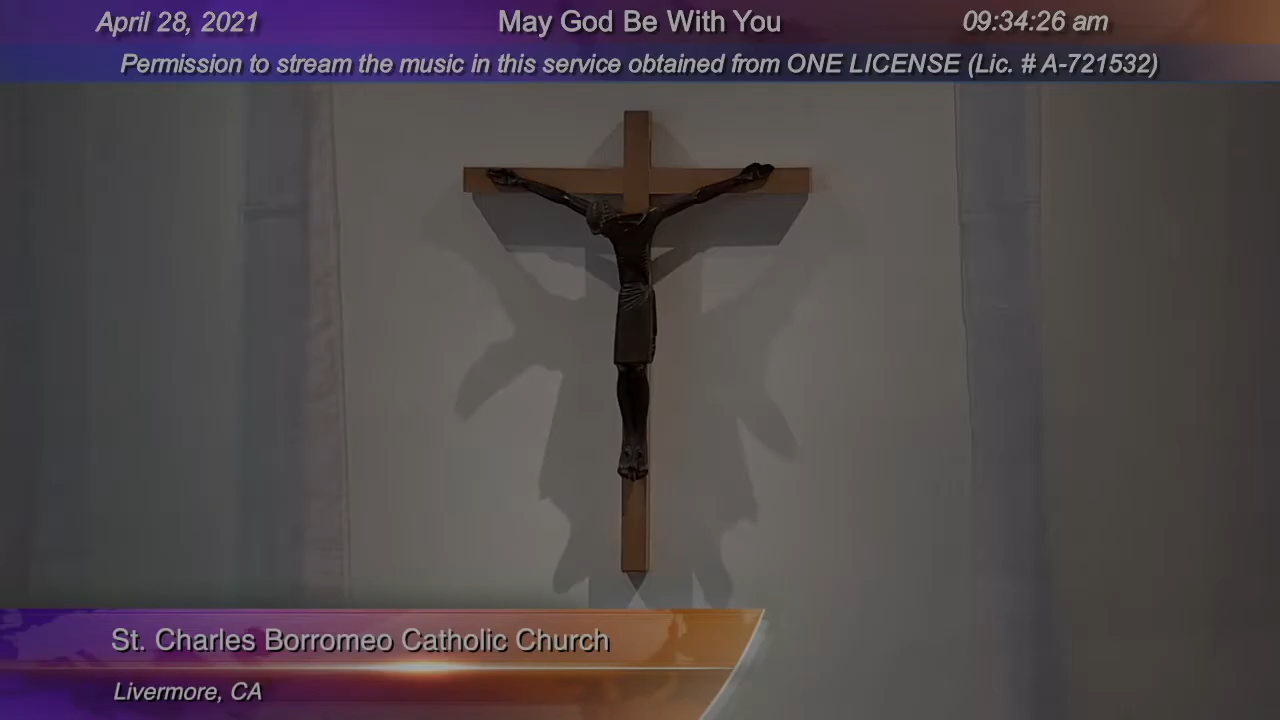 April 28, 2021 May God Be With You 09:34:26 am
Permission to stream the music in this service obtained from ONE LICENSE (Lic. # A-721532)
St. Charles Borromeo Catholic Church
Livermore, CA